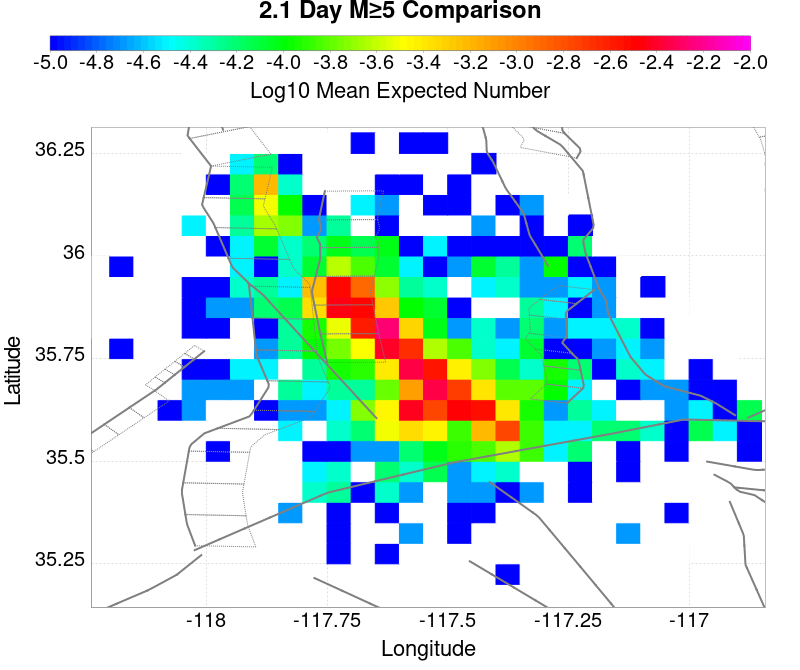 2.1 Day M≥5 Comparison
-5.0 -4.8 -4.6 -4.4 -4.2 -4.0 -3.8 -3.6 -3.4 -3.2 -3.0 -2.8 -2.6 -2.4 -2.2 -2.0
Log10 Mean Expected Number
36.25
36
35.75
35.5
35.25
Latitude
-118 -117.75 -117.5 -117.25 -117
Longitude